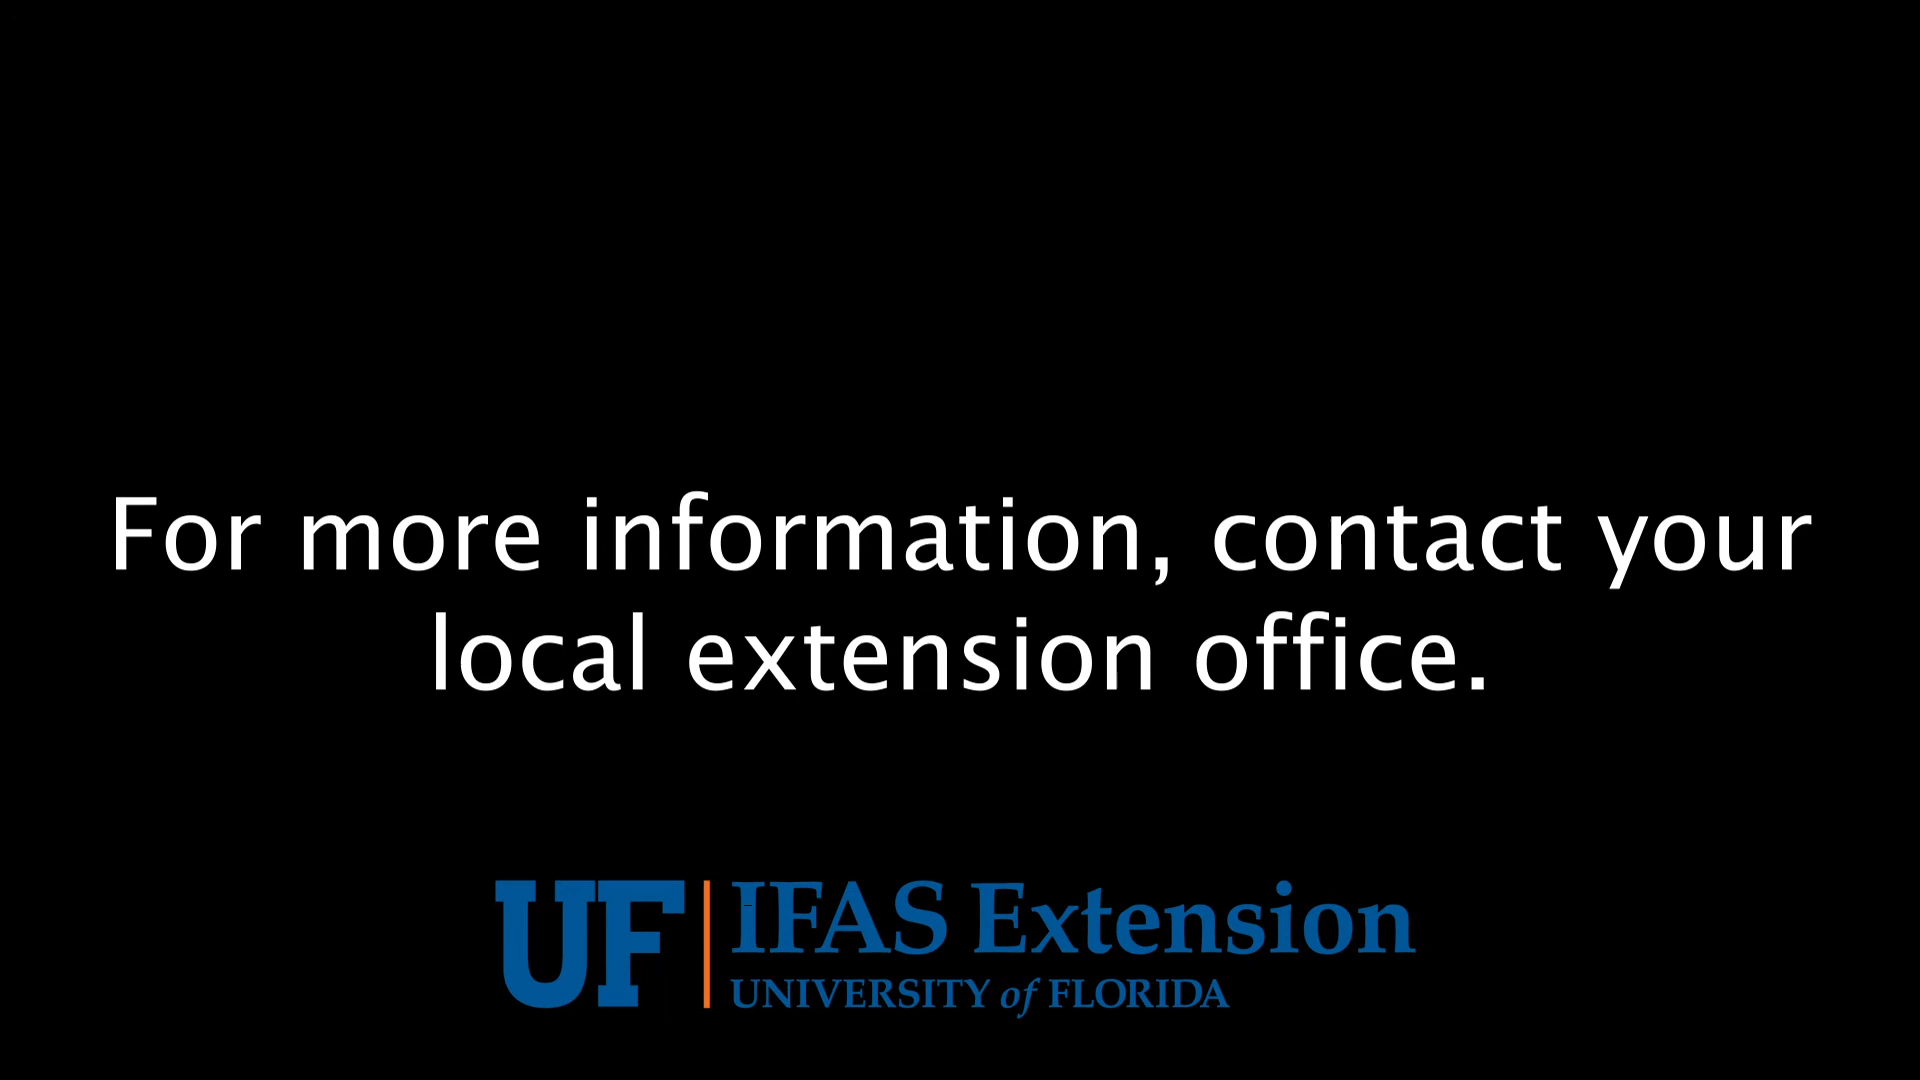 For more information, contact your
local extension office.
UF IFAS Extension
UNIVERSITY of FLORIDA